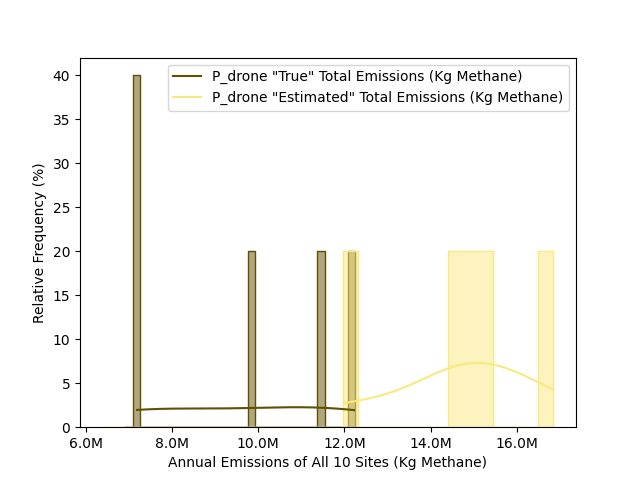 P_drone "True" Total Emissions (Kg Methane)
P_drone "Estimated" Total Emissions (Kg Methane)
40
35
30
25
20
15
10
5
0
Relative Frequency (%)
6.0M 8.0M 10.0M 12.0M 14.0M 16.0M
Annual Emissions of All 10 Sites (Kg Methane)